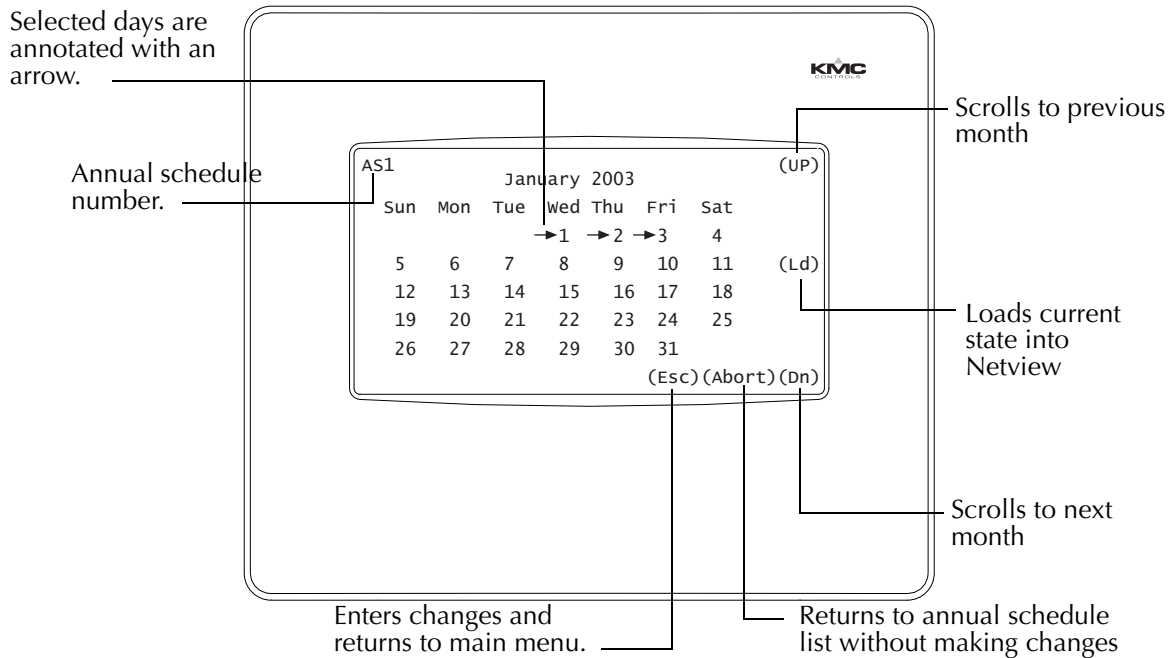 Selected days are
annotated with an
arrow.
KMC
CONTROLS
Scrolls to previous
month
Annual schedule
number.
AS1
(UP)
January 2003
Sun Mon Tue Wed Thu Fri Sat
1 2 3 4
5 6 7 8 9 10 11 (Ld)
12 13 14 15 16 17 18
19 20 21 22 23 24 25
26 27 28 29 30 31
(Esc)(Abort)(Dn)
Loads current
state into
Netview
Scrolls to next
month
Enters changes and
returns to main menu.
Returns to annual schedule
list without making changes